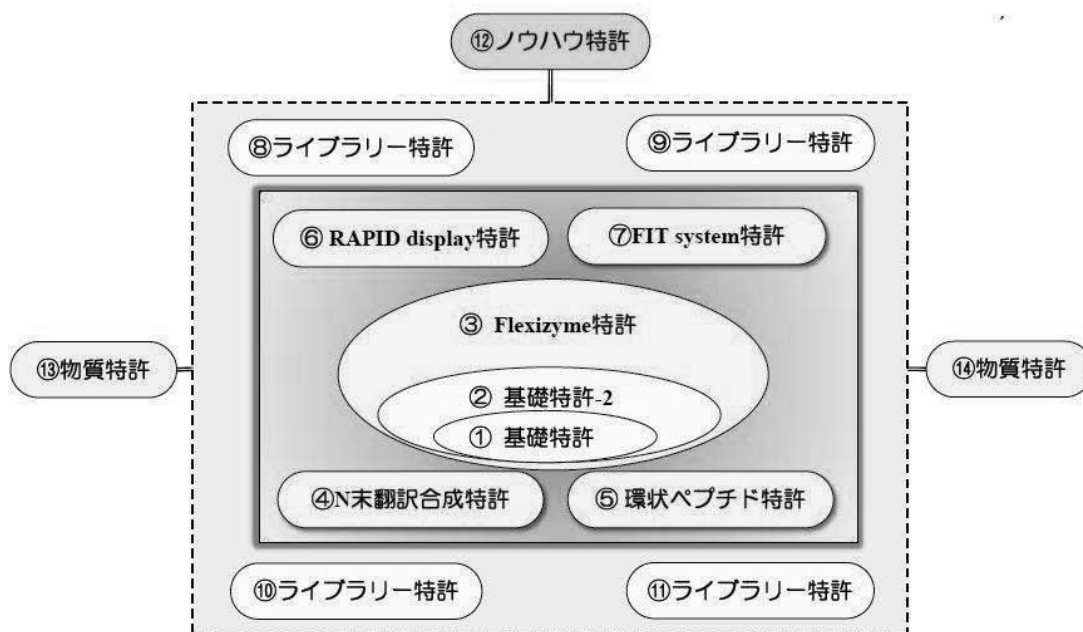 ⑫ノウハウ特許
⑧ライブラリー特許
⑨ライブラリー特許
⑥ RAPID display特許
⑦FIT system特許
③ Flexizyme特許
⑬物質特許
⑭物質特許
② 基礎特許-2
① 基礎特許
④N末翻訳合成特許
⑤ 環状ペプチド特許
⑩ライブラリー特許
⑪ライブラリー特許